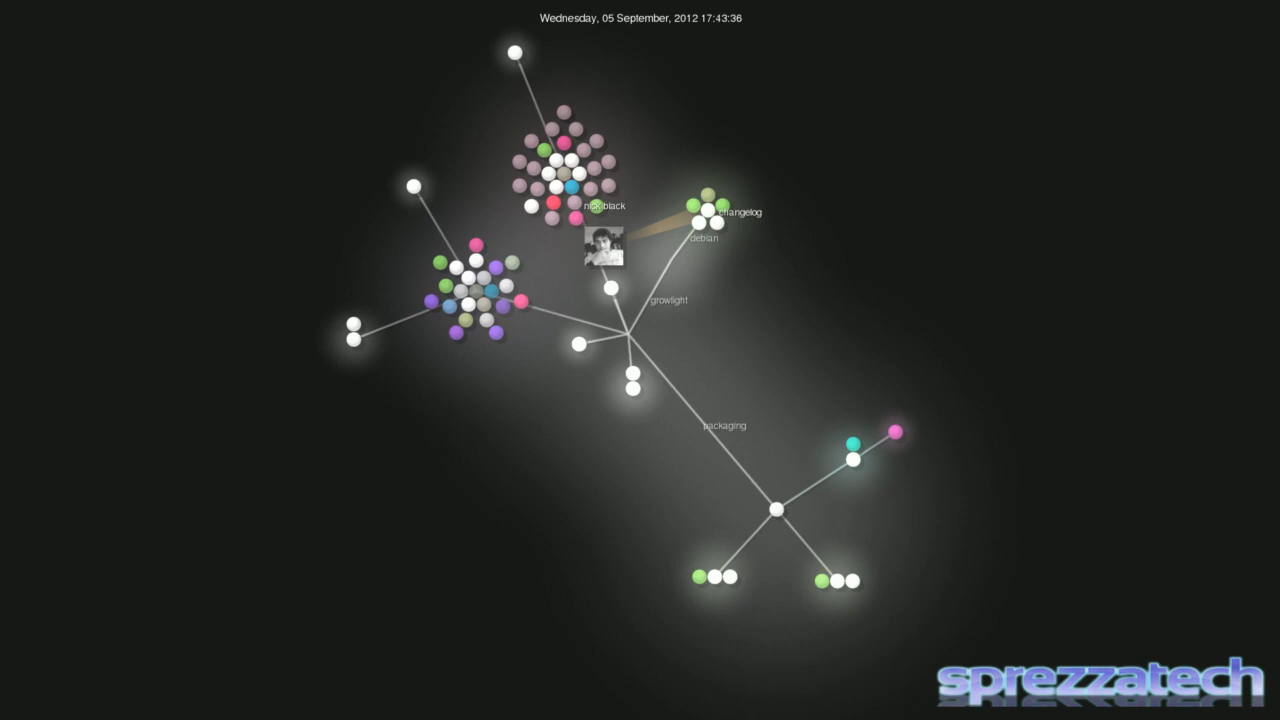 Wednesday, 05 September, 2012 17:43:36
nick black
changelog
debian
growlight
packaging
sprezzatech